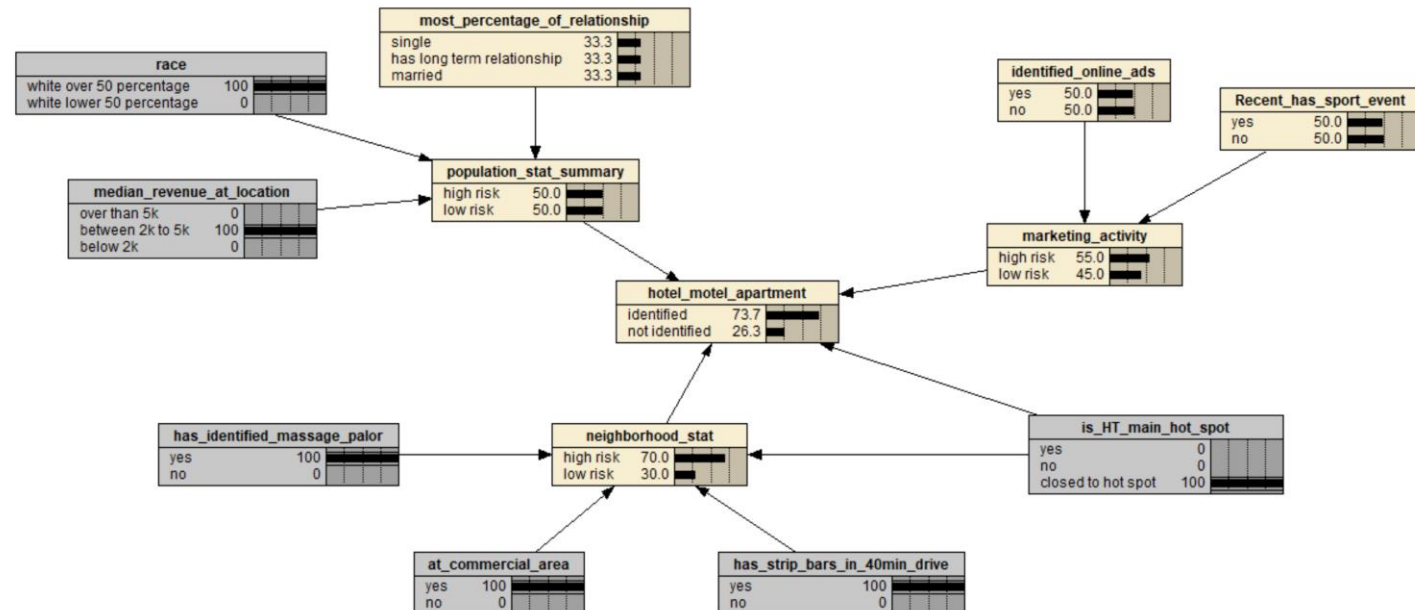 most_percentage_of_relationship
single 33.3
has long term relationship 33.3
married 33.3
race
white over 50 percentage 100
white lower 50 percentage 0
identified_online_ads
yes 50.0
no 50.0
Recent_has_sport_event
yes 50.0
no 50.0
population_stat_summary
high risk 50.0
low risk 50.0
median_revenue_at_location
over than 5k 0
between 2k to 5k 100
below 2k 0
marketing_activity
high risk 55.0
low risk 45.0
hotel_motel_apartment
identified 73.7
not identified 26.3
has_identified_massage_palor
yes 100
no 0
neighborhood_stat
high risk 70.0
low risk 30.0
is_HT_main_hot_spot
yes 0
no 0
closed to hot spot 100
at_commercial_area
yes 100
no 0
has_strip_bars_in_40min_drive
yes 100
no 0